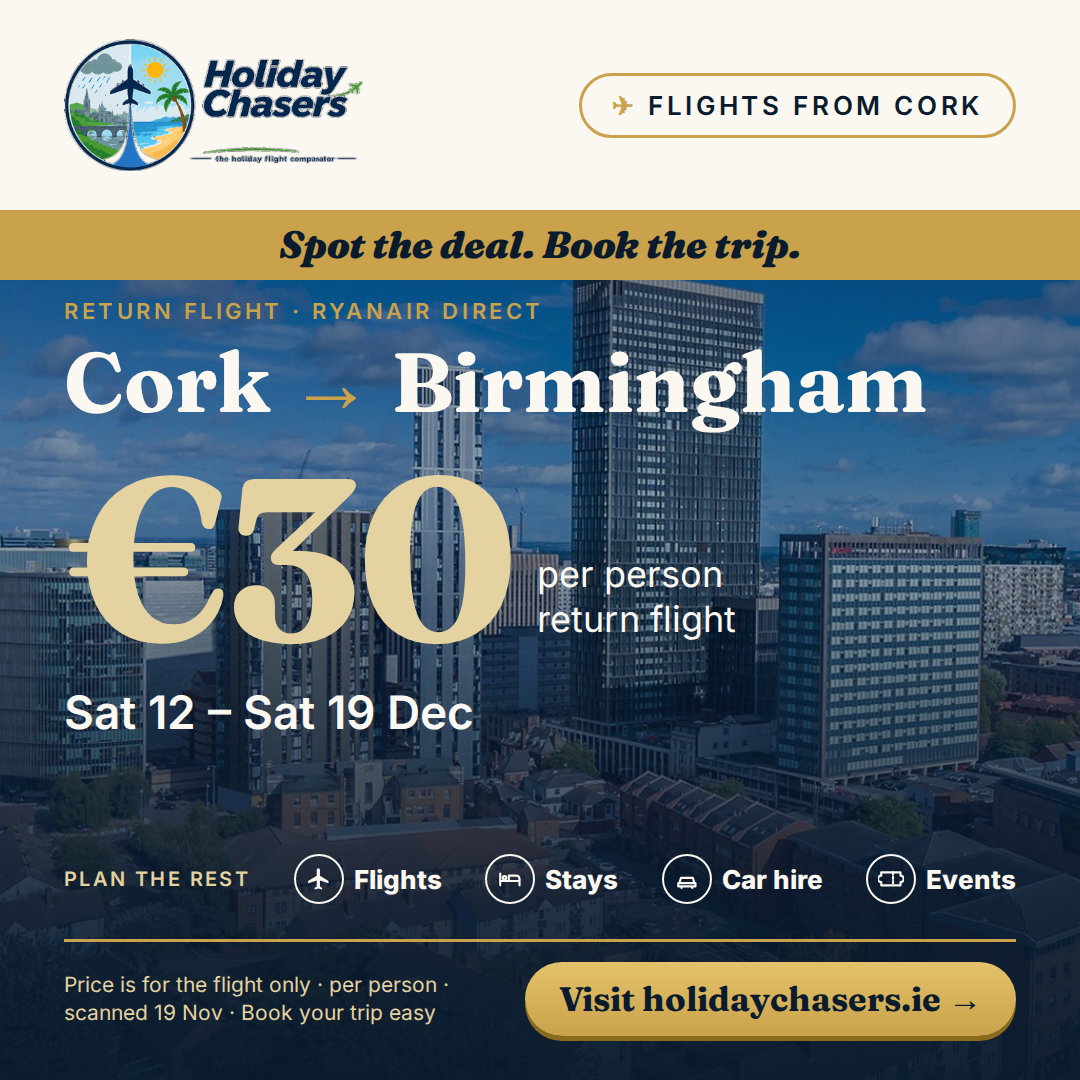 Holiday
Chasers
the holiday flight comparator
FLIGHTS FROM CORK
Spot the deal. Book the trip.
RETURN FLIGHT · RYANAIR DIRECT
Cork → Birmingham
€30
per person
return flight
Sat 12 – Sat 19 Dec
PLAN THE REST
Flights
Stays
Car hire
Events
Price is for the flight only · per person ·
scanned 19 Nov · Book your trip easy
Visit holidaychasers.ie →